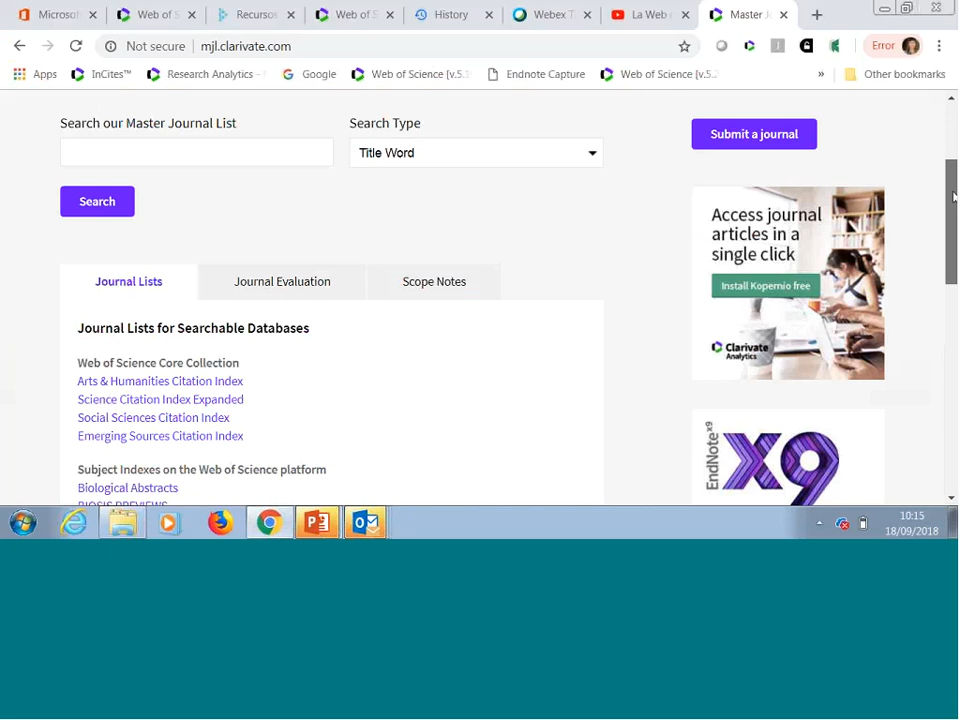 Microsof
Web of S
Recursos
Web of S
History
Webex T
La Web
Master J
Not secure
mjl.clarivate.com
Error
Apps
InCites™
Research Analytics -
Google
Web of Science [v.5.
Endnote Capture
Web of Science [v.5.
»
Other bookmarks
Search our Master Journal List
Search Type
Title Word
Search
Submit a journal
Access journal
articles in a
single click
Install Kopernio free
Clarivate
Analytics
Journal Lists
Journal Evaluation
Scope Notes
Journal Lists for Searchable Databases
Web of Science Core Collection
Arts & Humanities Citation Index
Science Citation Index Expanded
Social Sciences Citation Index
Emerging Sources Citation Index
Subject Indexes on the Web of Science platform
Biological Abstracts
BIOSIS PREVIEWS
EndNote x9
X9
10:15
18/09/2018